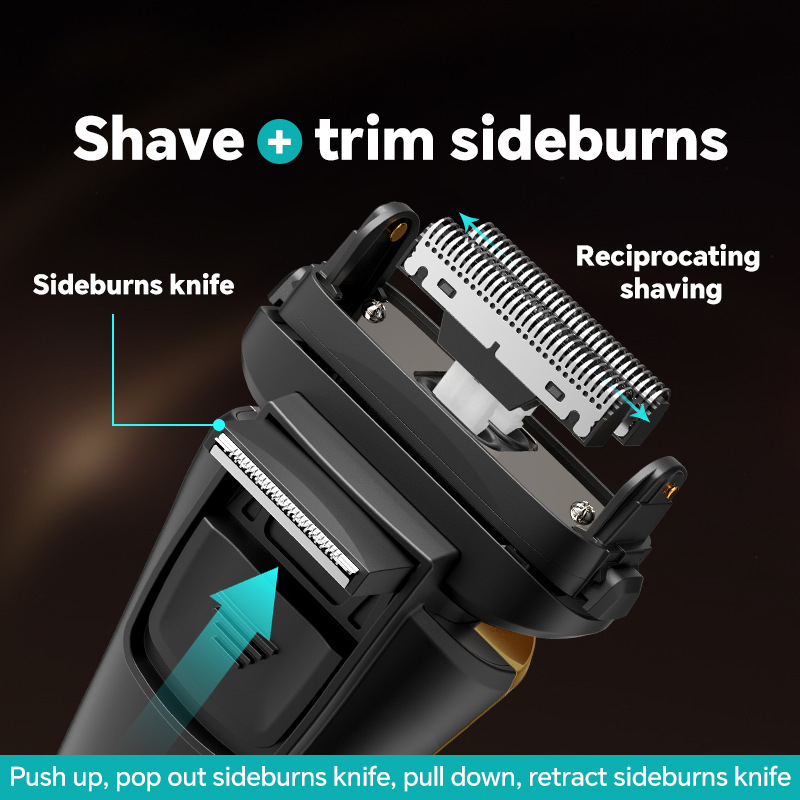 Shave + trim sideburns
Sideburns knife
Reciprocating
shaving
Push up, pop out sideburns knife, pull down, retract sideburns knife